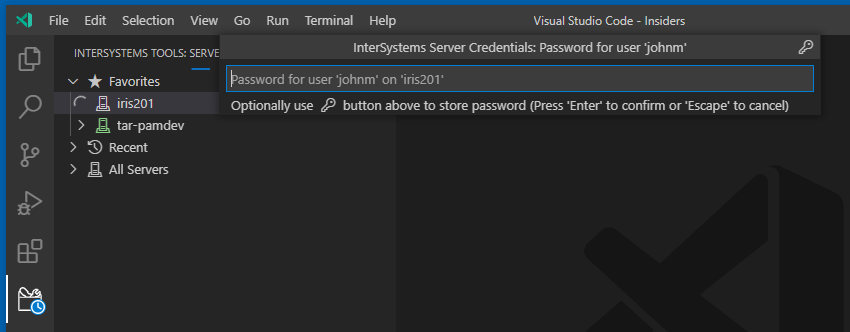 File Edit Selection View Go Run Terminal Help Visual Studio Code - Insiders
INTERSYSTEMS TOOLS: SERVE
InterSystems Server Credentials: Password for user 'johnm'
Password for user 'johnm' on 'iris201'
Optionally use button above to store password (Press 'Enter' to confirm or 'Escape' to cancel)
Favorites
iris201
tar-pamdev
Recent
All Servers